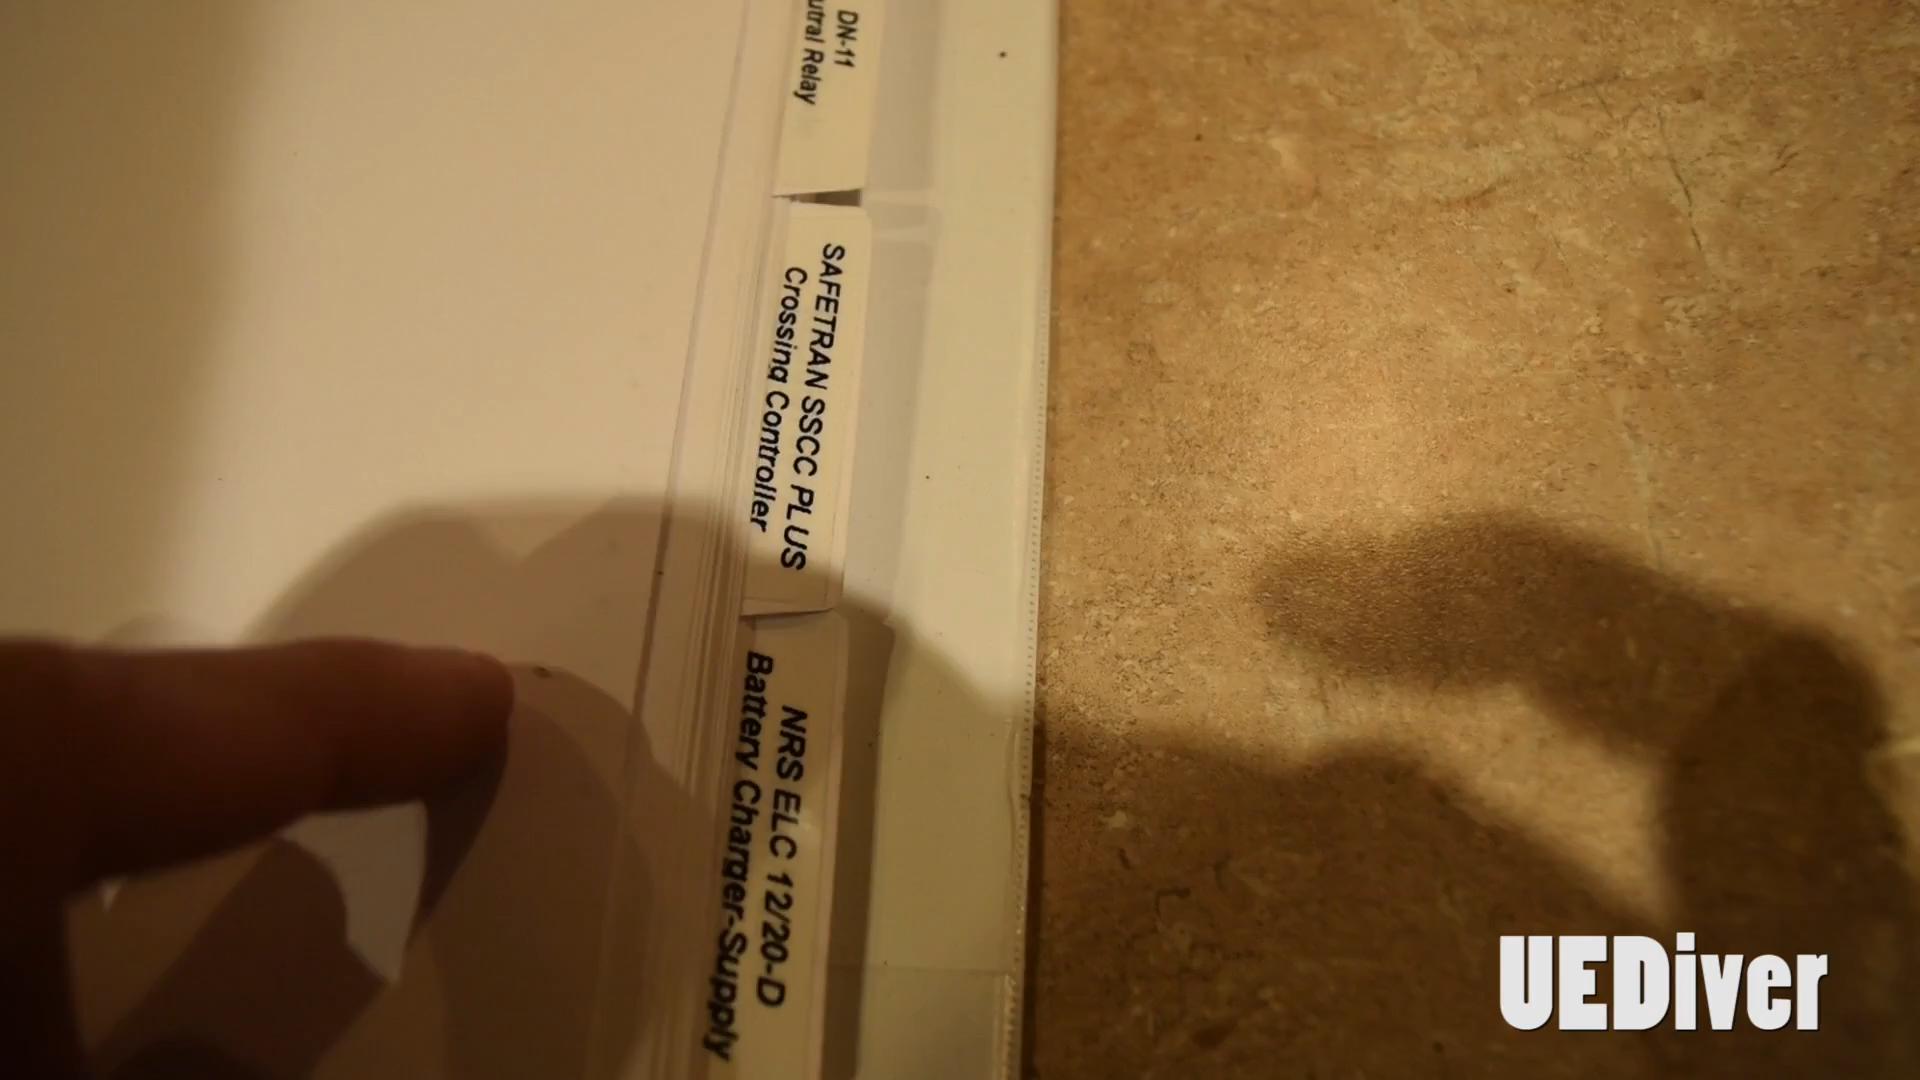 DN-11
utral Relay
SAFETRAN SSCC PLUS
Crossing Controller
NRS ELC 12/20-D
Battery Charger-Supply
UEDiver